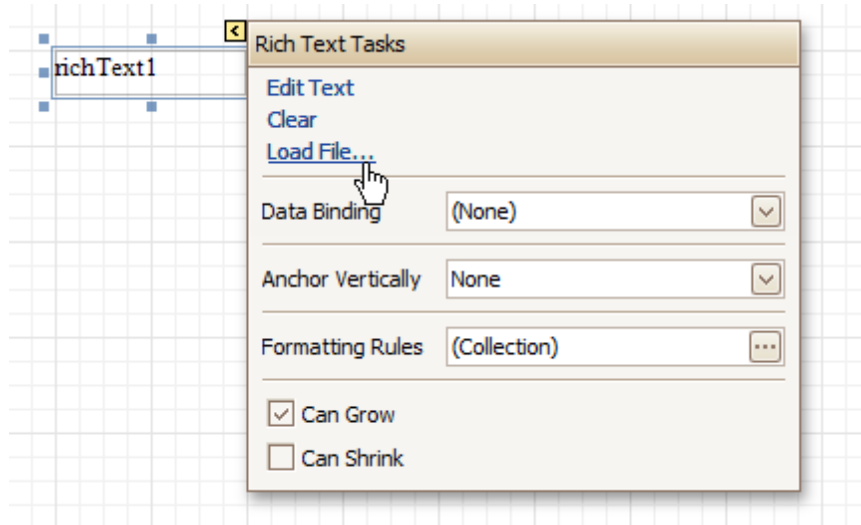 richText1
Rich Text Tasks
Edit Text
Clear
Load File...
Data Binding (None)
Anchor Vertically None
Formatting Rules (Collection)
Can Grow
Can Shrink